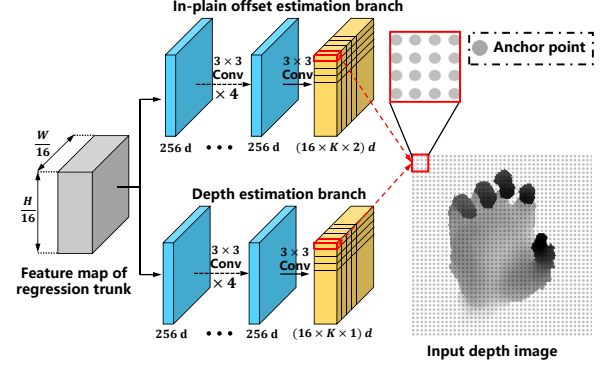 In-plain offset estimation branch
3 × 3
Conv
× 4
3 × 3
Conv
256 d
• • •
256 d
(16 × K × 2) d
Anchor point
W/16
H/16
Feature map of
regression trunk
Depth estimation branch
3 × 3
Conv
× 4
3 × 3
Conv
256 d
• • •
256 d
(16 × K × 1) d
Input depth image